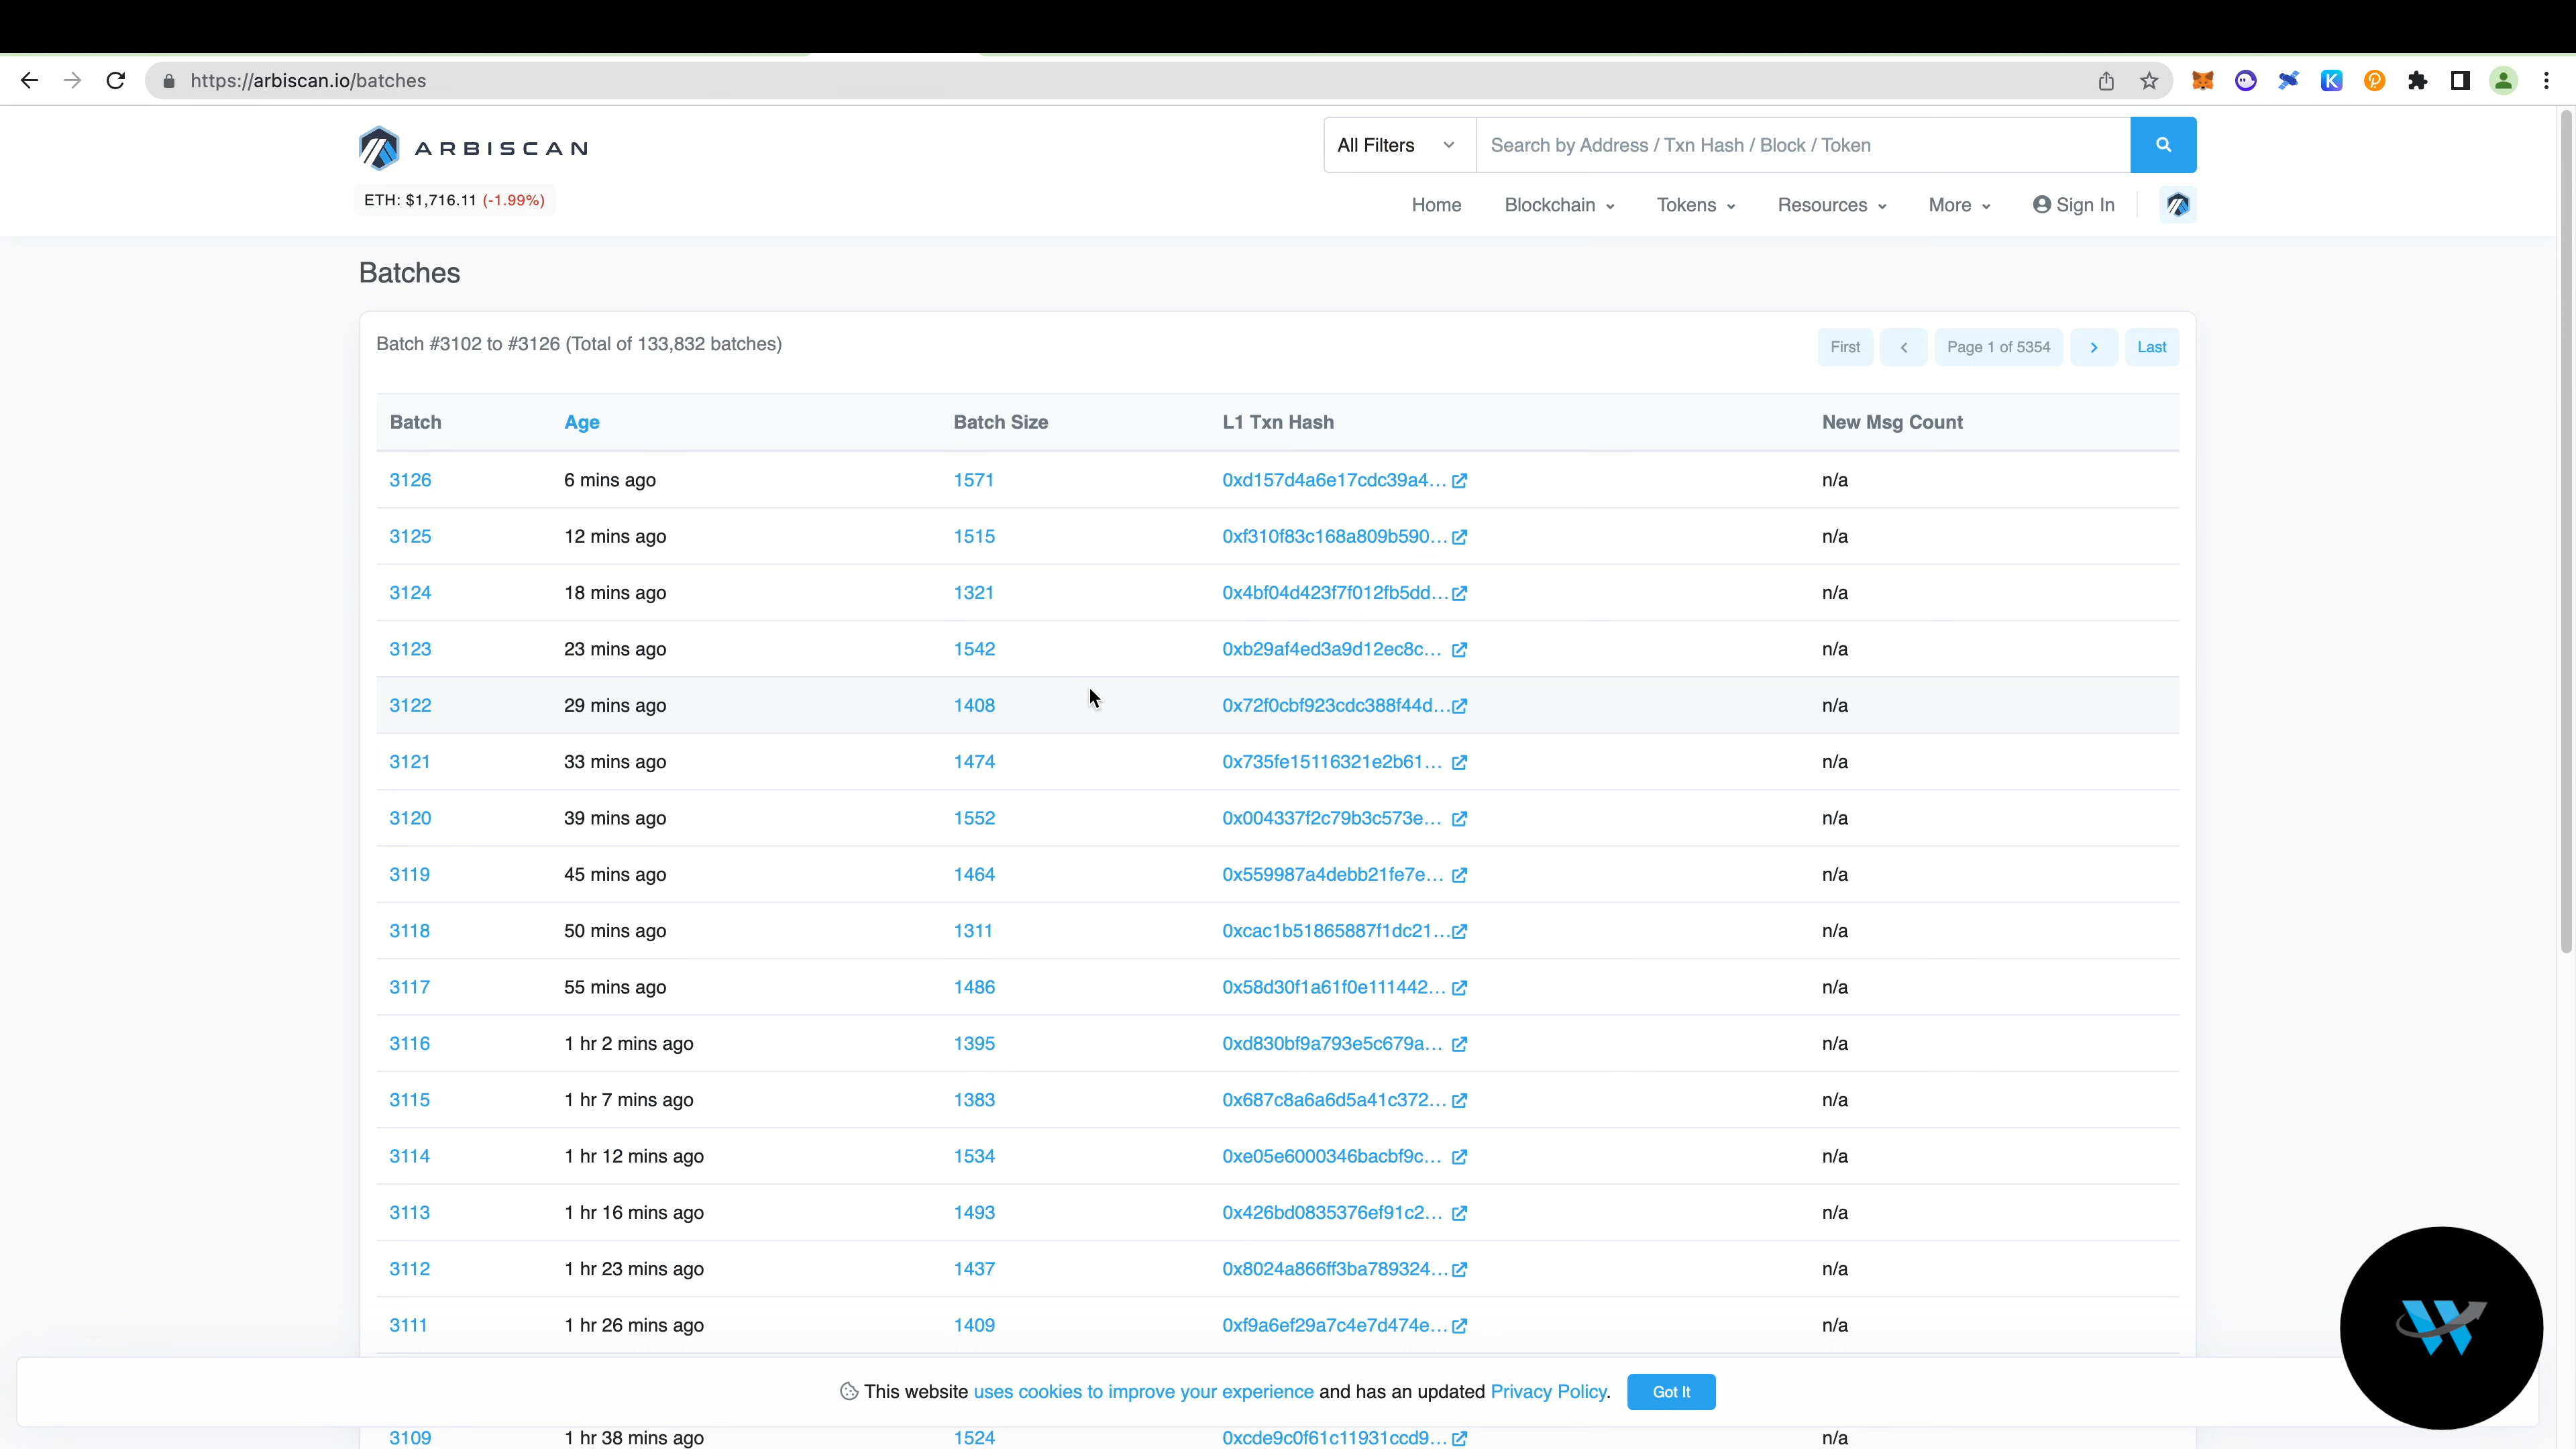 https://arbiscan.io/batches
ARBISCAN
All Filters
Search by Address / Txn Hash / Block / Token
ETH: $1,716.11 (-1.99%)
Home Blockchain Tokens Resources More Sign In
Batches
Batch #3102 to #3126 (Total of 133,832 batches)
First Page 1 of 5354 Last
Batch Age Batch Size L1 Txn Hash New Msg Count
3126 6 mins ago 1571 0xd157d4a6e17cdc39a4... n/a
3125 12 mins ago 1515 0xf310f83c168a809b590... n/a
3124 18 mins ago 1321 0x4bf04d423f7f012fb5dd... n/a
3123 23 mins ago 1542 0xb29af4ed3a9d12ec8c... n/a
3122 29 mins ago 1408 0x72f0cbf923cdc388f44d... n/a
3121 33 mins ago 1474 0x735fe15116321e2b61... n/a
3120 39 mins ago 1552 0x004337f2c79b3c573e... n/a
3119 45 mins ago 1464 0x559987a4debb21fe7e... n/a
3118 50 mins ago 1311 0xcac1b51865887f1dc21... n/a
3117 55 mins ago 1486 0x58d30f1a61f0e111442... n/a
3116 1 hr 2 mins ago 1395 0xd830bf9a793e5c679a... n/a
3115 1 hr 7 mins ago 1383 0x687c8a6a6d5a41c372... n/a
3114 1 hr 12 mins ago 1534 0xe05e6000346bacbf9c... n/a
3113 1 hr 16 mins ago 1493 0x426bd0835376ef91c2... n/a
3112 1 hr 23 mins ago 1437 0x8024a866ff3ba789324... n/a
3111 1 hr 26 mins ago 1409 0xf9a6ef29a7c4e7d474e... n/a
This website uses cookies to improve your experience and has an updated Privacy Policy. Got It
3109 1 hr 38 mins ago 1524 0xcde9c0f61c11931ccd9... n/a